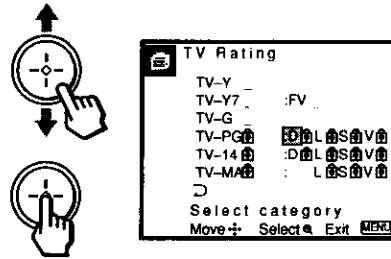 TV Rating
TV–Y _
TV–Y7 _ :FV _
TV–G _
TV–PG :D L S V
TV–14 :D L S V
TV–MA : L S V
Select category
Move Select Exit MENU